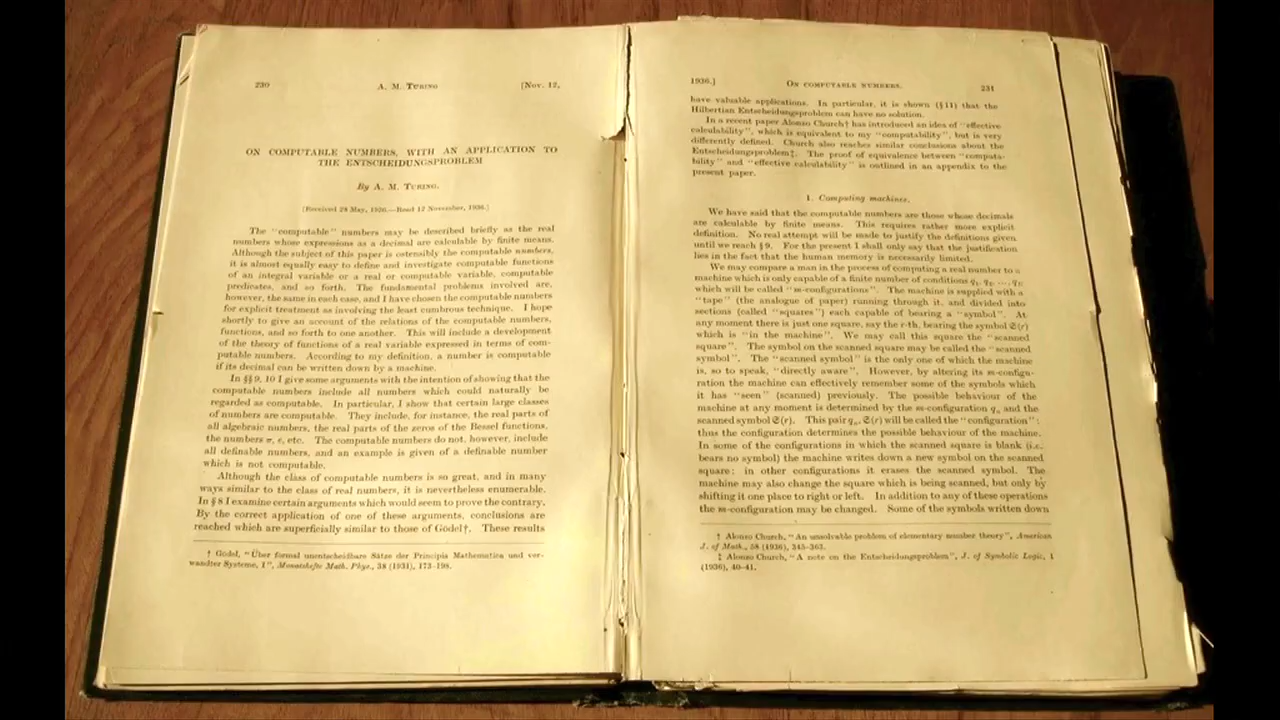 230 A. M. TURING [Nov. 12,
ON COMPUTABLE NUMBERS, WITH AN APPLICATION TO
THE ENTSCHEIDUNGSPROBLEM
By A. M. TURING.
[Received 28 May, 1936.—Read 12 November, 1936.]
The "computable" numbers may be described briefly as the real
numbers whose expressions as a decimal are calculable by finite means.
Although the subject of this paper is ostensibly the computable numbers,
it is almost equally easy to define and investigate computable functions
of an integral variable or a real or computable variable, computable
predicates, and so forth. The fundamental problems involved are,
however, the same in each case, and I have chosen the computable numbers
for explicit treatment as involving the least cumbrous technique. I hope
shortly to give an account of the relations of the computable numbers,
functions, and so forth to one another. This will include a development
of the theory of functions of a real variable expressed in terms of com-
putable numbers. According to my definition, a number is computable
if its decimal can be written down by a machine.
In §§ 9, 10 I give some arguments with the intention of showing that the
computable numbers include all numbers which could naturally be
regarded as computable. In particular, I show that certain large classes
of numbers are computable. They include, for instance, the real parts of
all algebraic numbers, the real parts of the zeros of the Bessel functions,
the numbers π, e, etc. The computable numbers do not, however, include
all definable numbers, and an example is given of a definable number
which is not computable.
Although the class of computable numbers is so great, and in many
ways similar to the class of real numbers, it is nevertheless enumerable.
In § 8 I examine certain arguments which would seem to prove the contrary.
By the correct application of one of these arguments, conclusions are
reached which are superficially similar to those of Gödel†. These results
† Gödel, "Über formal unentscheidbare Sätze der Principia Mathematica und ver-
wandter Systeme, I", Monatshefte Math. Phys., 38 (1931), 173–198.
1936.] ON COMPUTABLE NUMBERS. 231
have valuable applications. In particular, it is shown (§ 11) that the
Hilbertian Entscheidungsproblem can have no solution.
In a recent paper Alonzo Church† has introduced an idea of "effective
calculability", which is equivalent to my "computability", but is very
differently defined. Church also reaches similar conclusions about the
Entscheidungsproblem‡. The proof of equivalence between "computa-
bility" and "effective calculability" is outlined in an appendix to the
present paper.
1. Computing machines.
We have said that the computable numbers are those whose decimals
are calculable by finite means. This requires rather more explicit
definition. No real attempt will be made to justify the definitions given
until we reach § 9. For the present I shall only say that the justification
lies in the fact that the human memory is necessarily limited.
We may compare a man in the process of computing a real number to a
machine which is only capable of a finite number of conditions q₁, q₂, ..., qR
which will be called "m-configurations". The machine is supplied with a
"tape" (the analogue of paper) running through it, and divided into
sections (called "squares") each capable of bearing a "symbol". At
any moment there is just one square, say the r-th, bearing the symbol 𝔖(r)
which is "in the machine". We may call this square the "scanned
square". The symbol on the scanned square may be called the "scanned
symbol". The "scanned symbol" is the only one of which the machine
is, so to speak, "directly aware". However, by altering its m-configu-
ration the machine can effectively remember some of the symbols which
it has "seen" (scanned) previously. The possible behaviour of the
machine at any moment is determined by the m-configuration qₙ and the
scanned symbol 𝔖(r). This pair qₙ, 𝔖(r) will be called the "configuration":
thus the configuration determines the possible behaviour of the machine.
In some of the configurations in which the scanned square is blank (i.e.
bears no symbol) the machine writes down a new symbol on the scanned
square: in other configurations it erases the scanned symbol. The
machine may also change the square which is being scanned, but only by
shifting it one place to right or left. In addition to any of these operations
the m-configuration may be changed. Some of the symbols written down
† Alonzo Church, "An unsolvable problem of elementary number theory", American
J. of Math., 58 (1936), 345–363.
‡ Alonzo Church, "A note on the Entscheidungsproblem", J. of Symbolic Logic, 1
(1936), 40–41.